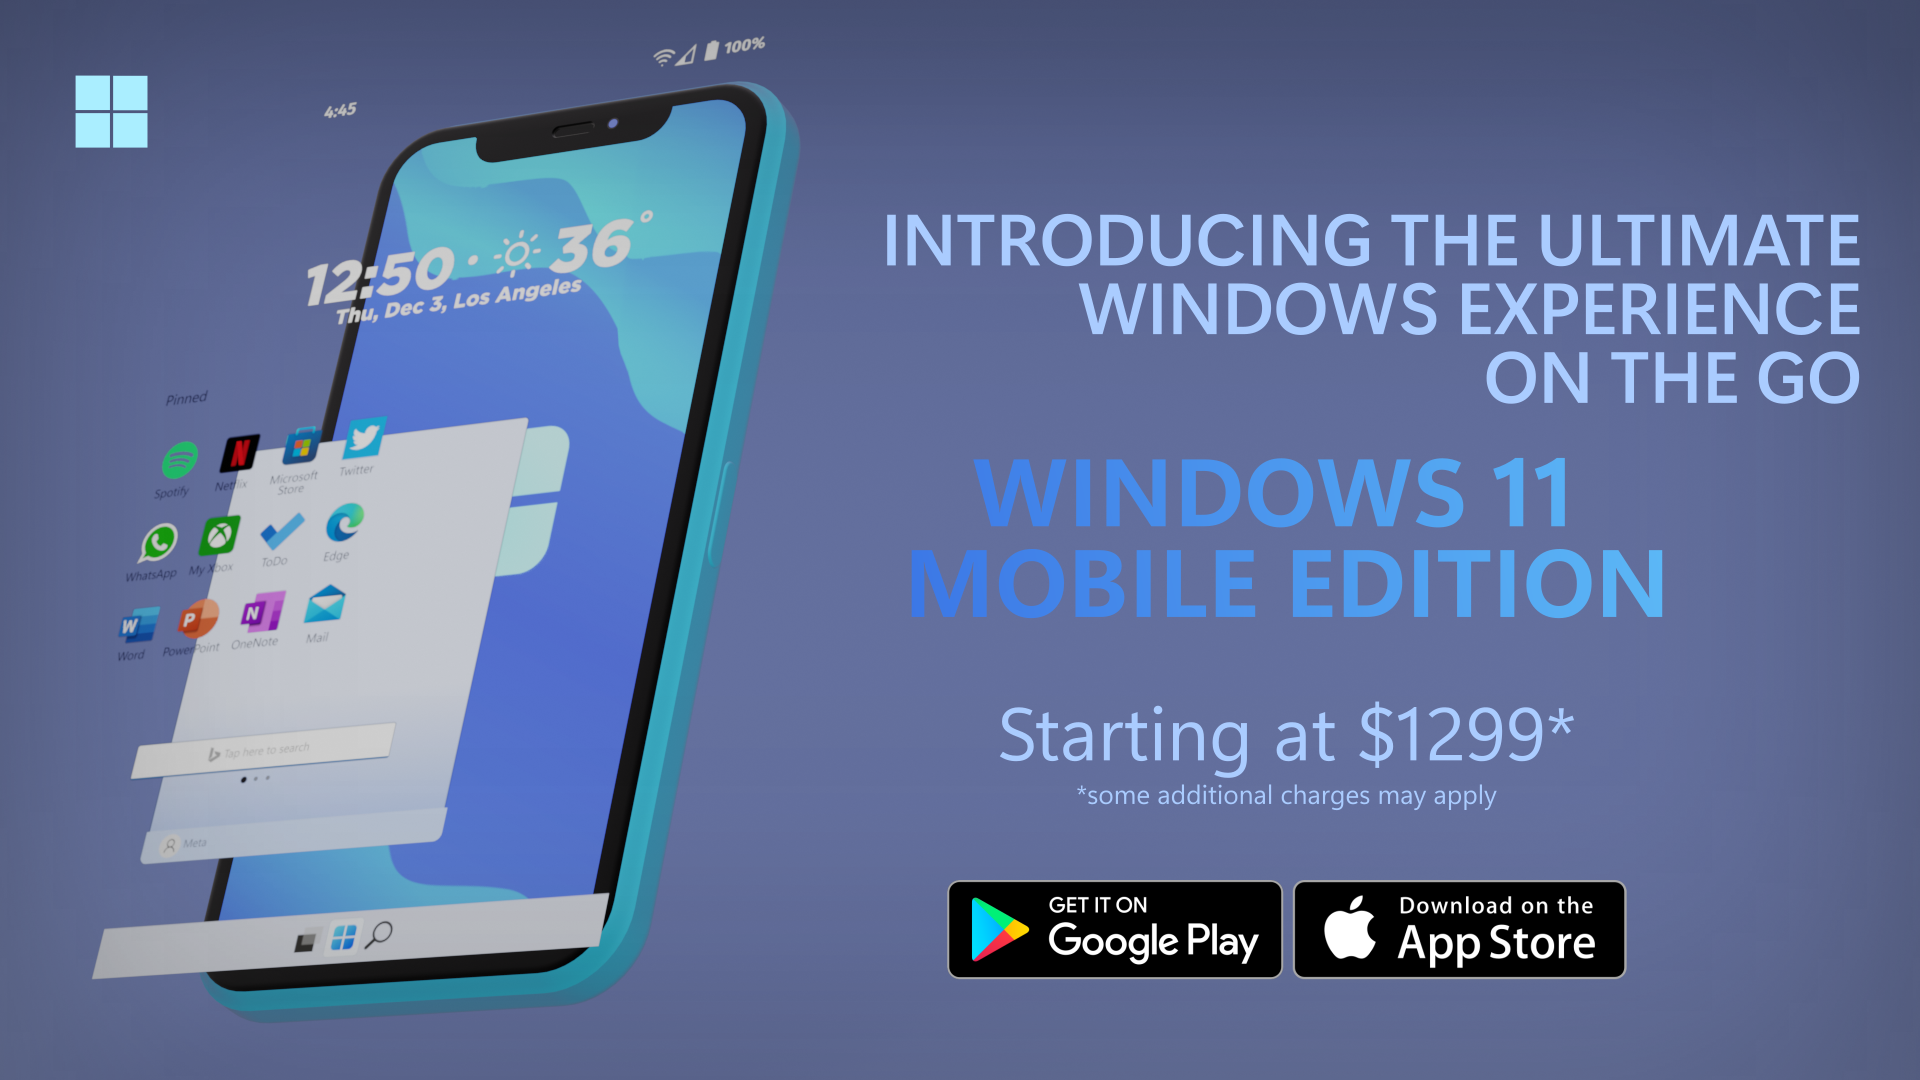 4:45
100%
12:50 · 36°
Thu, Dec 3, Los Angeles
Pinned
Spotify
Netflix
Microsoft
Store
Twitter
WhatsApp
My Xbox
ToDo
Edge
Word
PowerPoint
OneNote
Mail
Tap here to search
Meta
INTRODUCING THE ULTIMATE
WINDOWS EXPERIENCE
ON THE GO
WINDOWS 11
MOBILE EDITION
Starting at $1299*
*some additional charges may apply
GET IT ON
Google Play
Download on the
App Store